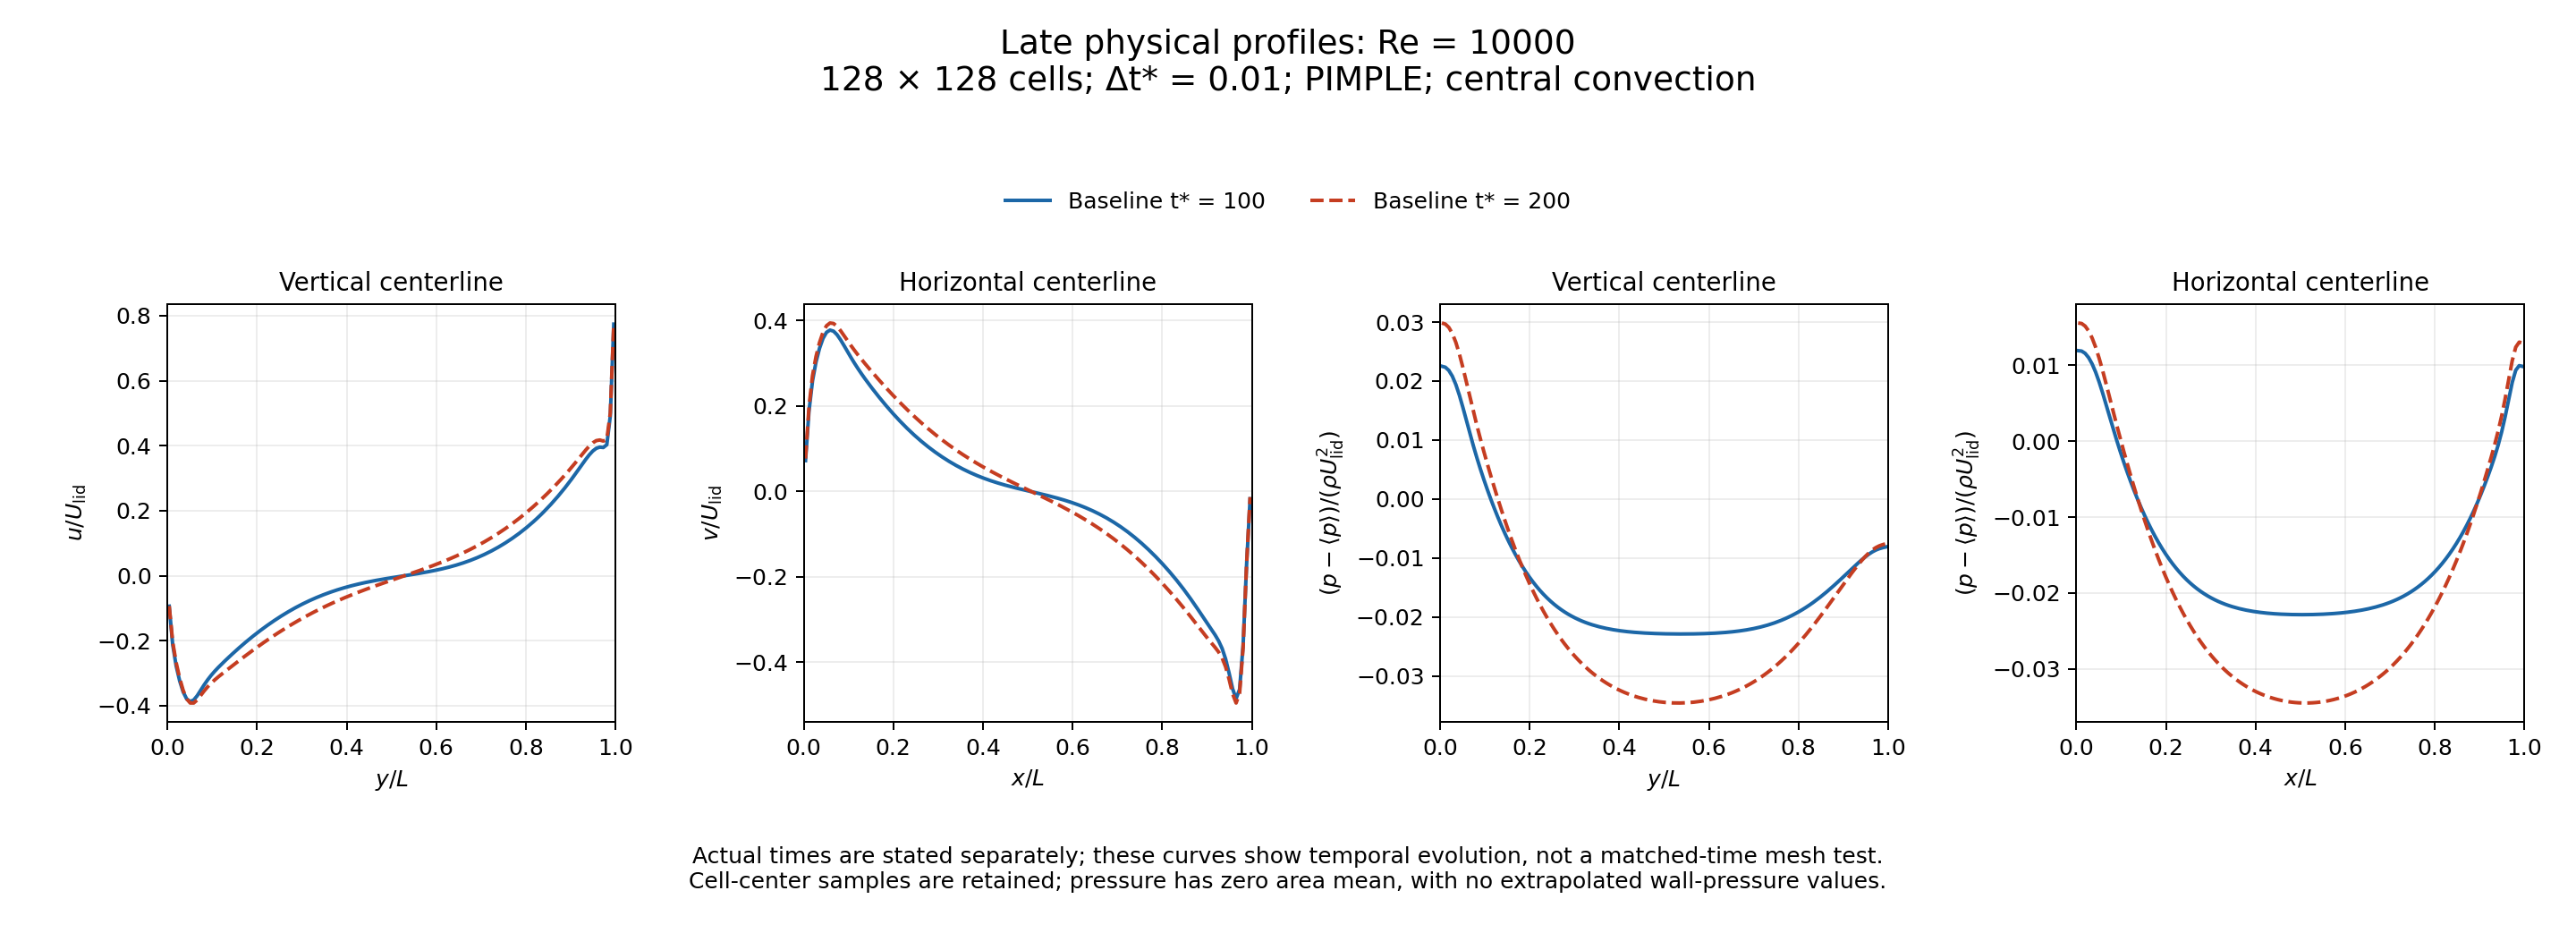 Late physical profiles: Re = 10000
128 × 128 cells; Δt* = 0.01; PIMPLE; central convection
Baseline t* = 100
Baseline t* = 200
Vertical centerline
0.8
0.6
0.4
0.2
0.0
−0.2
−0.4
u/U_lid
0.0 0.2 0.4 0.6 0.8 1.0
y/L
Horizontal centerline
0.4
0.2
0.0
−0.2
−0.4
v/U_lid
0.0 0.2 0.4 0.6 0.8 1.0
x/L
Vertical centerline
0.03
0.02
0.01
0.00
−0.01
−0.02
−0.03
(p − ⟨p⟩)/(ρU²_lid)
0.0 0.2 0.4 0.6 0.8 1.0
y/L
Horizontal centerline
0.01
0.00
−0.01
−0.02
−0.03
(p − ⟨p⟩)/(ρU²_lid)
0.0 0.2 0.4 0.6 0.8 1.0
x/L
Actual times are stated separately; these curves show temporal evolution, not a matched-time mesh test.
Cell-center samples are retained; pressure has zero area mean, with no extrapolated wall-pressure values.